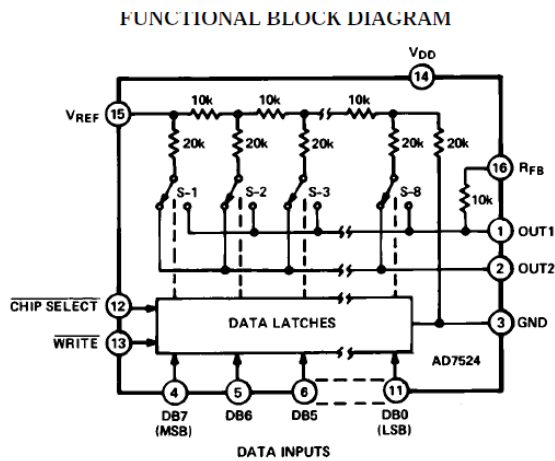 FUNCTIONAL BLOCK DIAGRAM
VDD
14
VREF 15
10k 10k 10k
20k 20k 20k 20k 20k
16 RFB
S-1 S-2 S-3 S-8
10k
1 OUT1
2 OUT2
CHIP SELECT 12
DATA LATCHES
3 GND
WRITE 13
AD7524
4 5 6 11
DB7 DB6 DB5 DB0
(MSB) (LSB)
DATA INPUTS